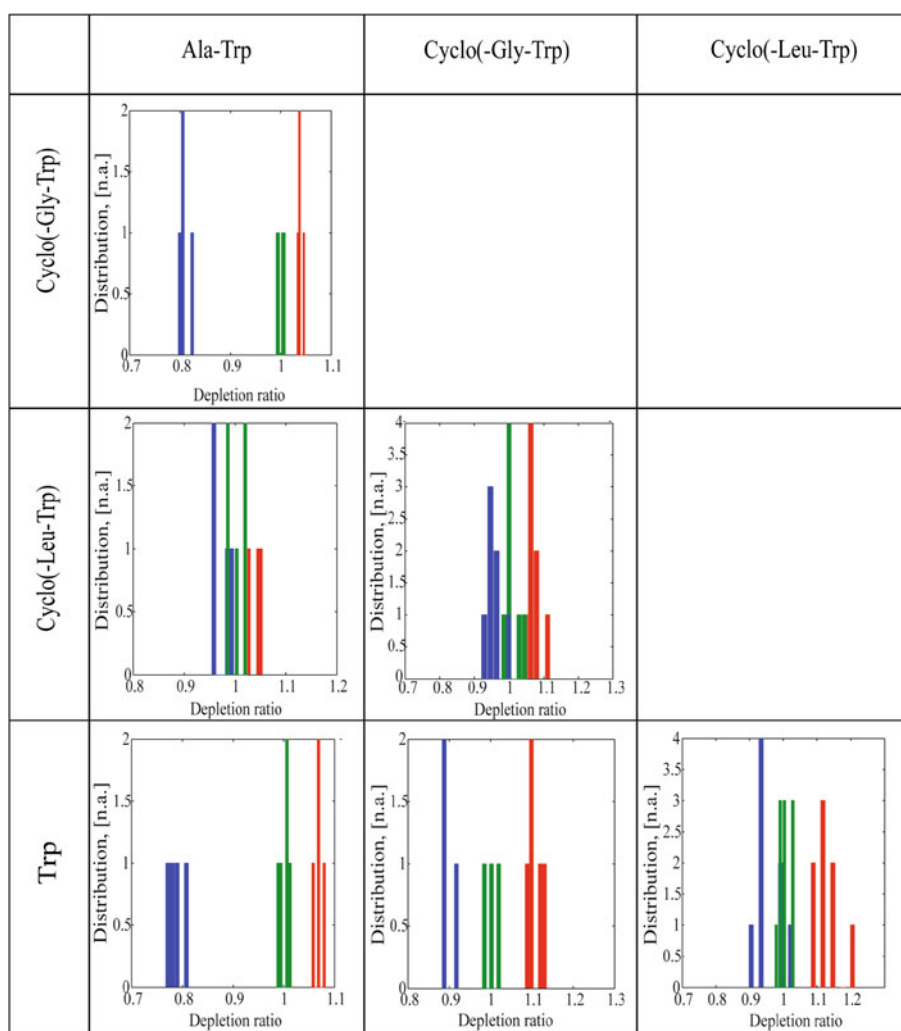 Ala-Trp
Cyclo(-Gly-Trp)
Cyclo(-Leu-Trp)
Cyclo(-Gly-Trp)
Distribution, [n.a.]
2
1.5
1
0.5
0
0.7 0.8 0.9 1 1.1
Depletion ratio
Cyclo(-Leu-Trp)
Distribution, [n.a.]
2
1.5
1
0.5
0
0.8 0.9 1 1.1 1.2
Depletion ratio
Distribution, [n.a.]
4
3.5
3
2.5
2
1.5
1
0.5
0
0.7 0.8 0.9 1 1.1 1.2 1.3
Depletion ratio
Trp
Distribution, [n.a.]
2
1.5
1
0.5
0
0.7 0.8 0.9 1 1.1
Depletion ratio
Distribution, [n.a.]
2
1.5
1
0.5
0
0.8 0.9 1 1.1 1.2
Depletion ratio
Distribution, [n.a.]
4
3.5
3
2.5
2
1.5
1
0.5
0
0.7 0.8 0.9 1 1.1 1.2
Depletion ratio